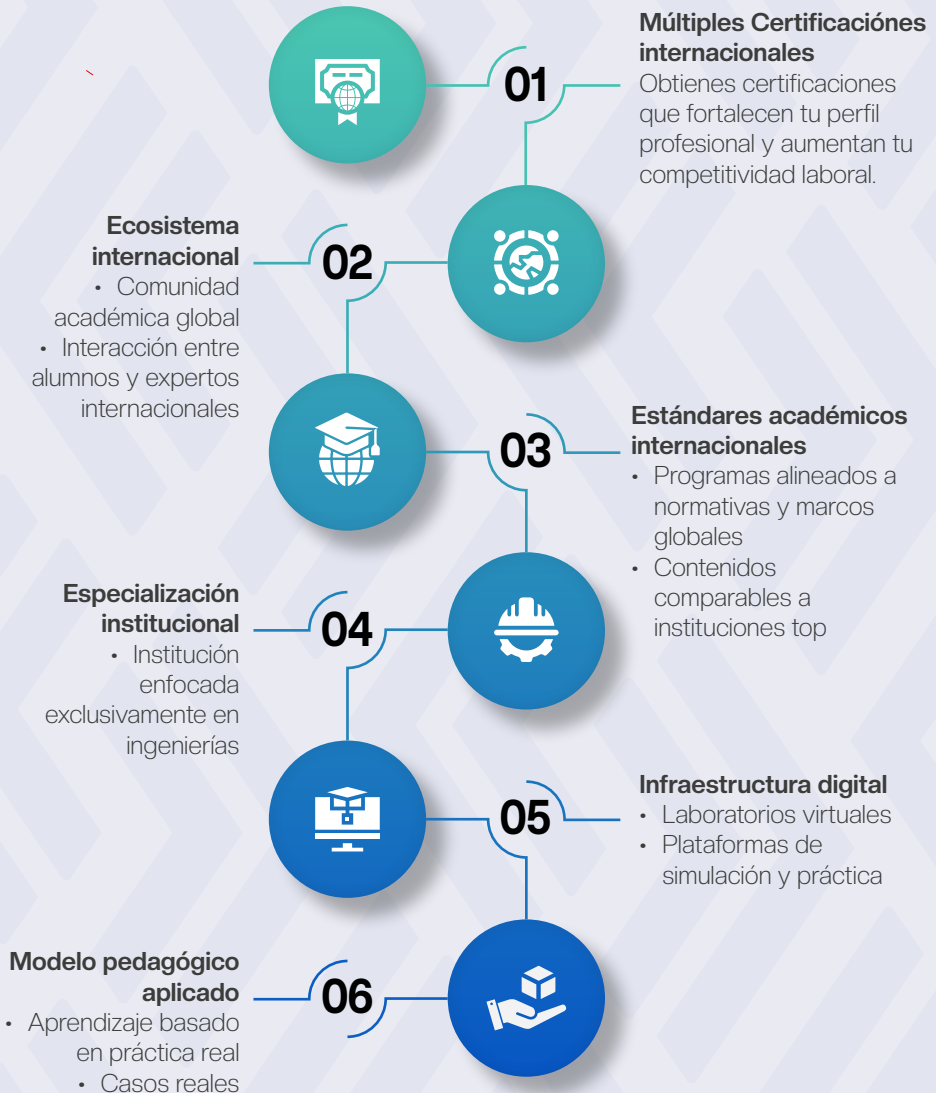 01
Múltiples Certificaciónes
internacionales
Obtienes certificaciones
que fortalecen tu perfil
profesional y aumentan tu
competitividad laboral.
Ecosistema
internacional
• Comunidad
académica global
• Interacción entre
alumnos y expertos
internacionales
02
03
Estándares académicos
internacionales
• Programas alineados a
normativas y marcos
globales
• Contenidos
comparables a
instituciones top
Especialización
institucional
• Institución
enfocada
exclusivamente en
ingenierías
04
05
Infraestructura digital
• Laboratorios virtuales
• Plataformas de
simulación y práctica
Modelo pedagógico
aplicado
• Aprendizaje basado
en práctica real
• Casos reales
06